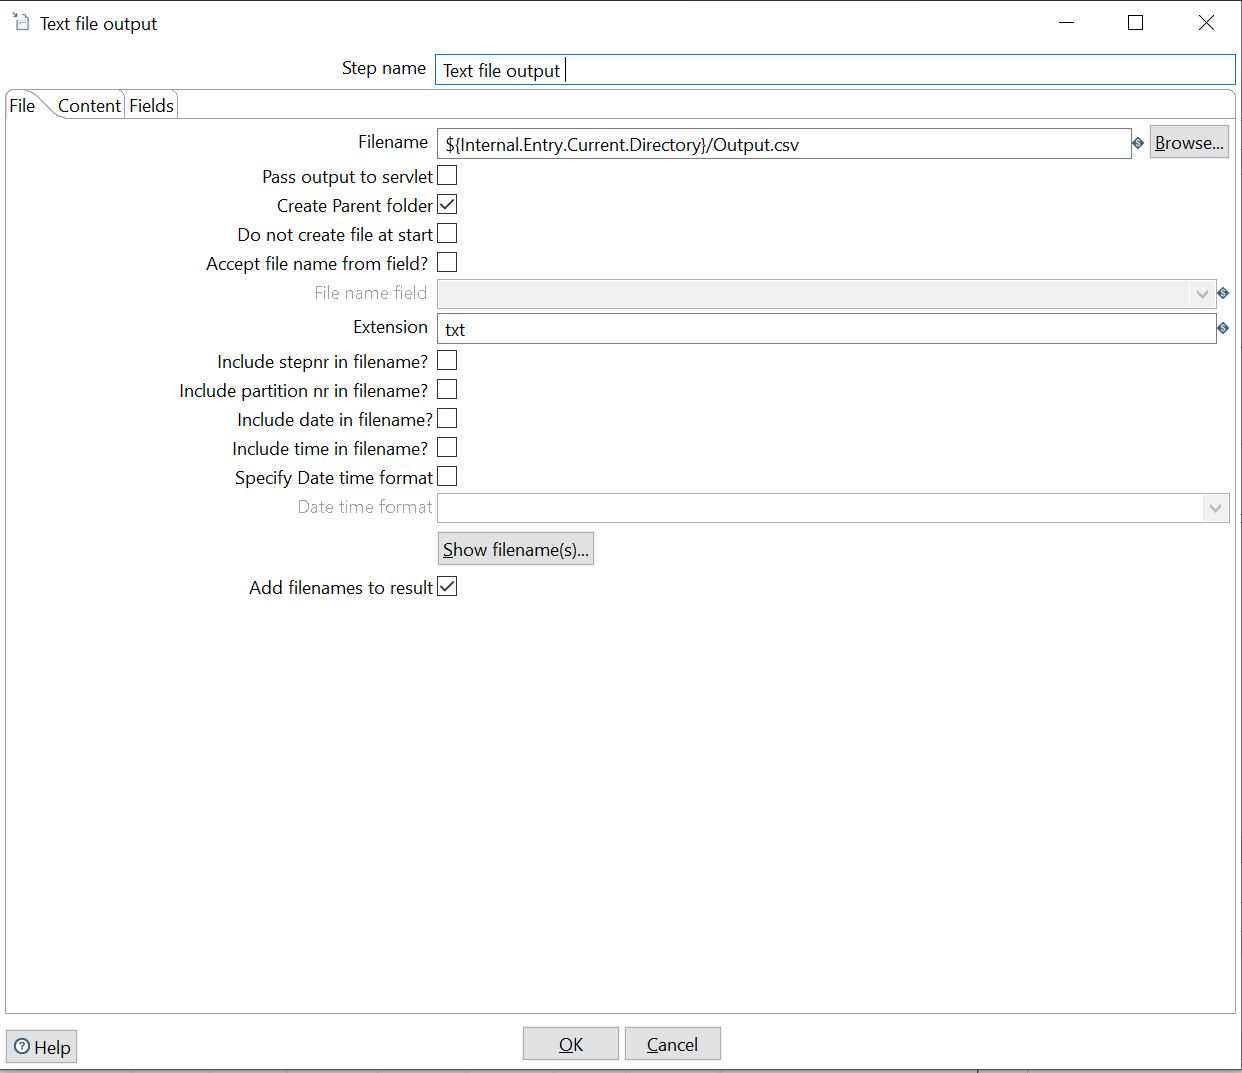 Text file output
Step name Text file output
File Content Fields
Filename ${Internal.Entry.Current.Directory}/Output.csv Browse...
Pass output to servlet
Create Parent folder
Do not create file at start
Accept file name from field?
File name field
Extension txt
Include stepnr in filename?
Include partition nr in filename?
Include date in filename?
Include time in filename?
Specify Date time format
Date time format
Show filename(s)...
Add filenames to result
Help OK Cancel